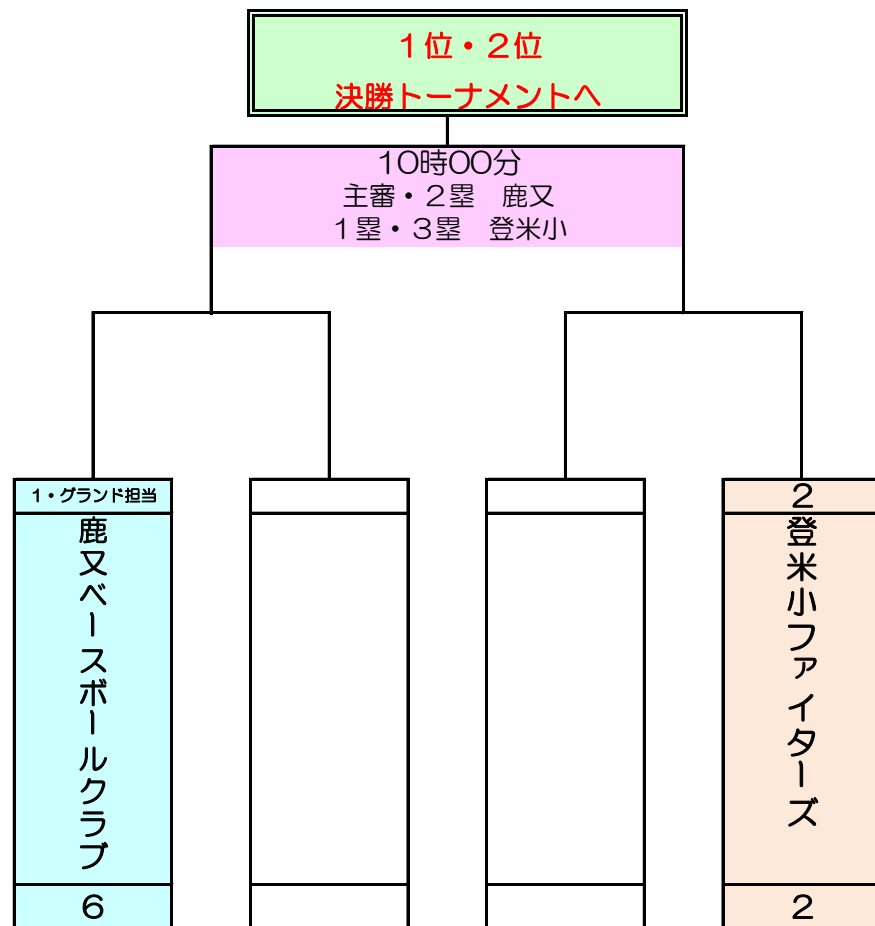 １位・２位
決勝トーナメントへ
10時00分
主審・２塁　鹿又
１塁・３塁　登米小
１・グランド担当
2
鹿又ベースボールクラブ
登米小ファイターズ
6
2